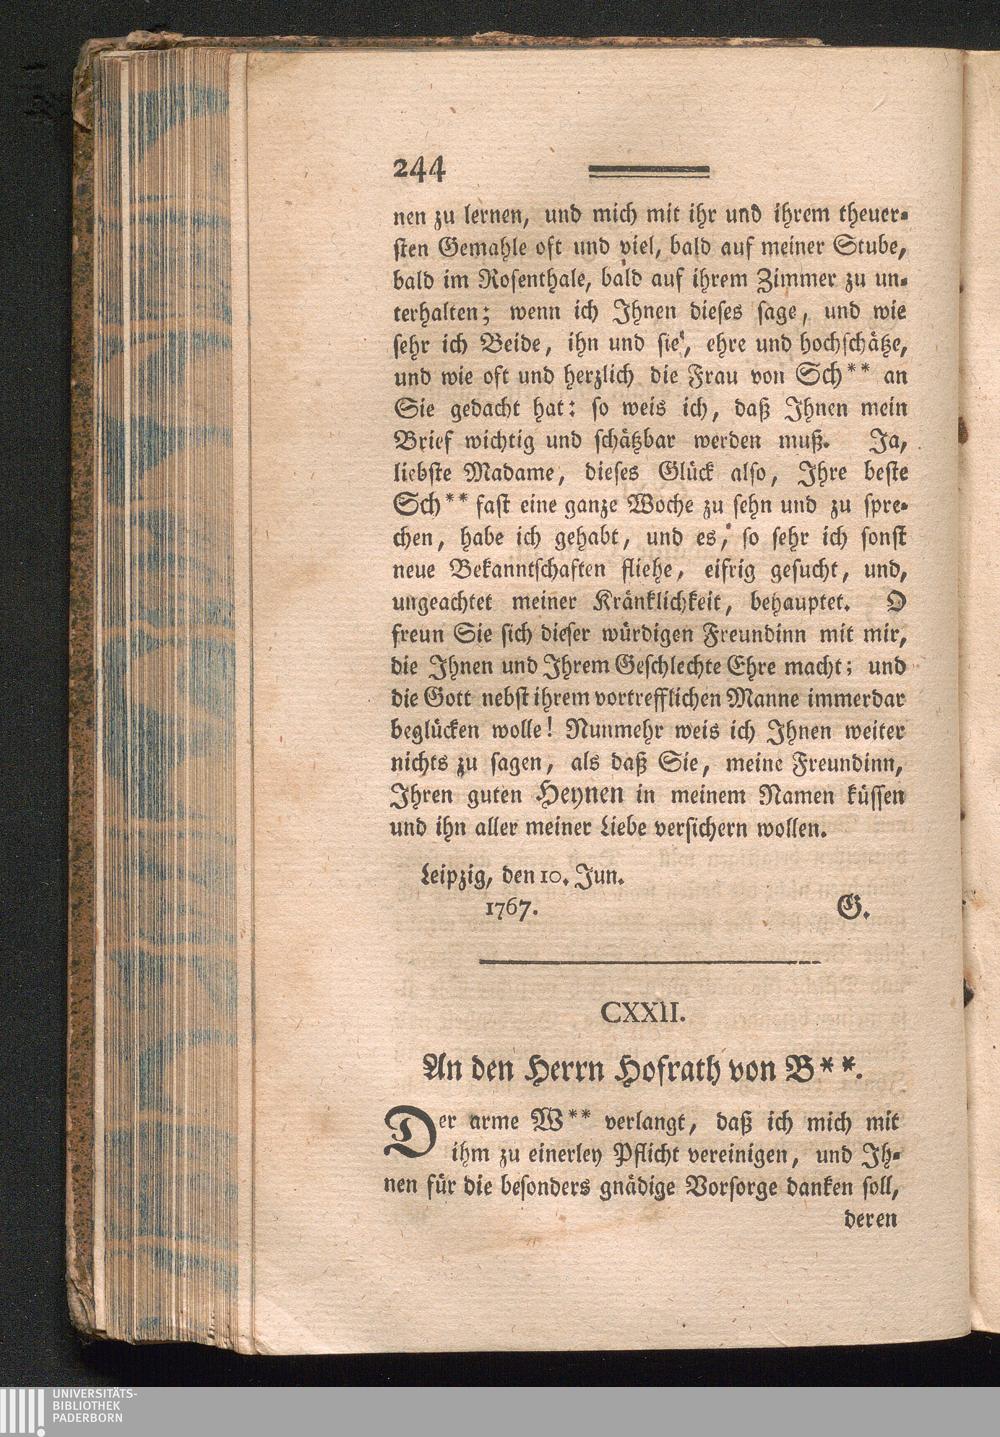 244
nen zu lernen, und mich mit ihr und ihrem theuer-
sten Gemahle oft und viel, bald auf meiner Stube,
bald im Rosenthale, bald auf ihrem Zimmer zu un-
terhalten; wenn ich Ihnen dieses sage, und wie
sehr ich Beide, ihn und sie, ehre und hochschätze,
und wie oft und herzlich die Frau von Sch** an
Sie gedacht hat: so weis ich, daß Ihnen mein
Brief wichtig und schätzbar werden muß. Ja,
liebste Madame, dieses Glück also, Ihre beste
Sch** fast eine ganze Woche zu sehn und zu spre-
chen, habe ich gehabt, und es, so sehr ich sonst
neue Bekanntschaften fliehe, eifrig gesucht, und,
ungeachtet meiner Kränklichkeit, behauptet. O
freun Sie sich dieser würdigen Freundinn mit mir,
die Ihnen und Ihrem Geschlechte Ehre macht; und
die Gott nebst ihrem vortrefflichen Manne immerdar
beglücken wolle! Nunmehr weis ich Ihnen weiter
nichts zu sagen, als daß Sie, meine Freundinn,
Ihren guten Heynen in meinem Namen küssen
und ihn aller meiner Liebe versichern wollen.
Leipzig, den 10. Jun.
1767. G.
CXXII.
An den Herrn Hofrath von B**.
Der arme W** verlangt, daß ich mich mit
ihm zu einerley Pflicht vereinigen, und Ih-
nen für die besonders gnädige Vorsorge danken soll,
deren
UNIVERSITÄTS-
BIBLIOTHEK
PADERBORN